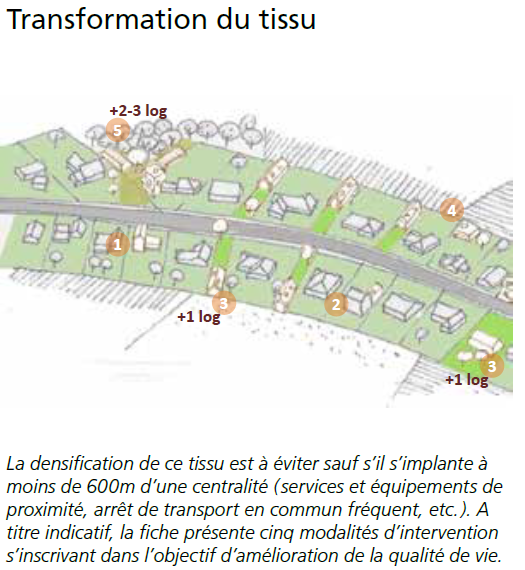 Transformation du tissu
+2-3 log
5
4
1
3
2
+1 log
3
+1 log
La densification de ce tissu est à éviter sauf s'il s'implante à
moins de 600m d'une centralité (services et équipements de
proximité, arrêt de transport en commun fréquent, etc.). A
titre indicatif, la fiche présente cinq modalités d'intervention
s'inscrivant dans l'objectif d'amélioration de la qualité de vie.